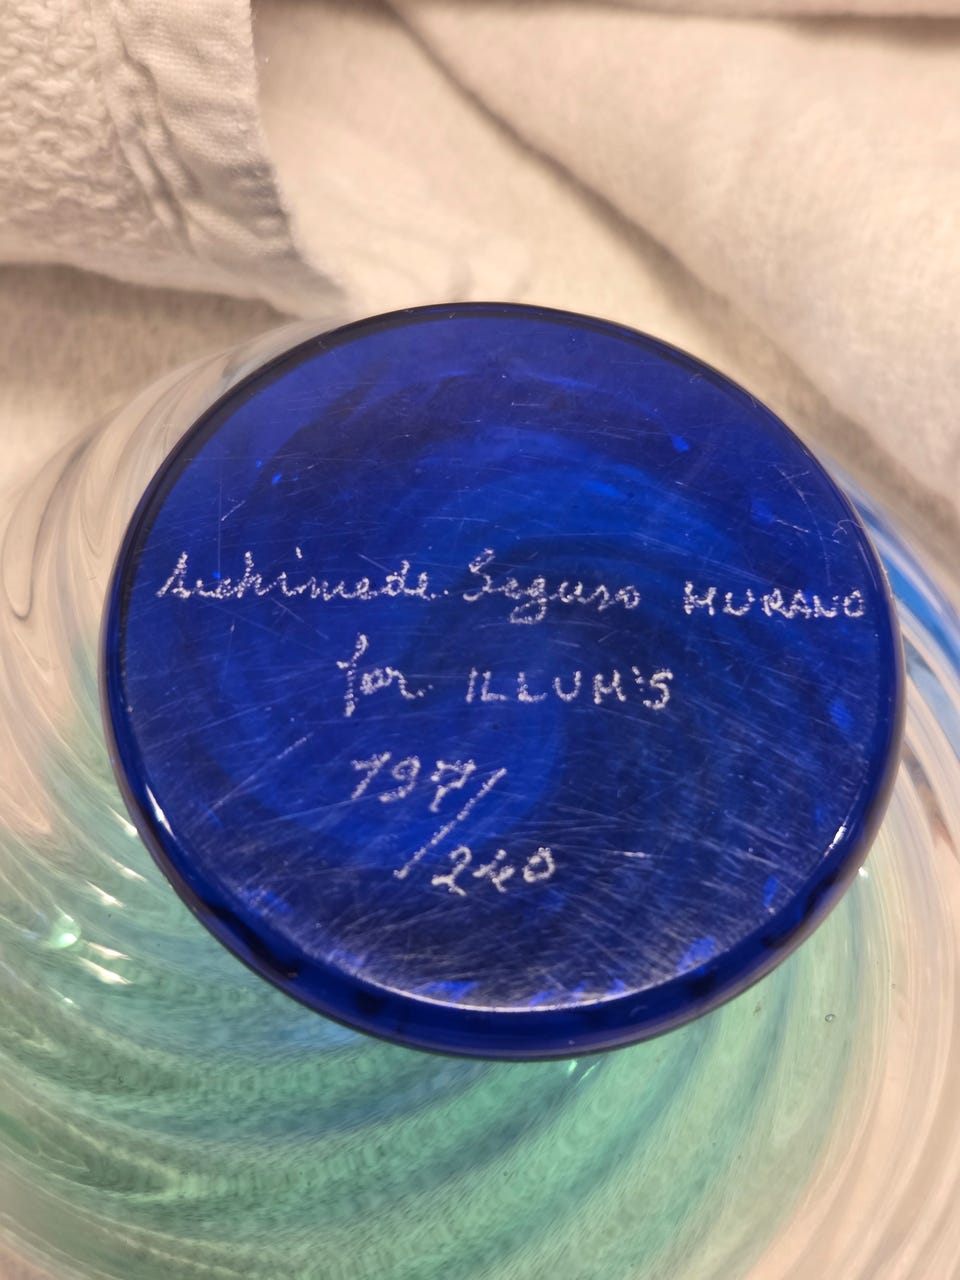 Archimede Seguso MURANO
for ILLUM'S
197/
240